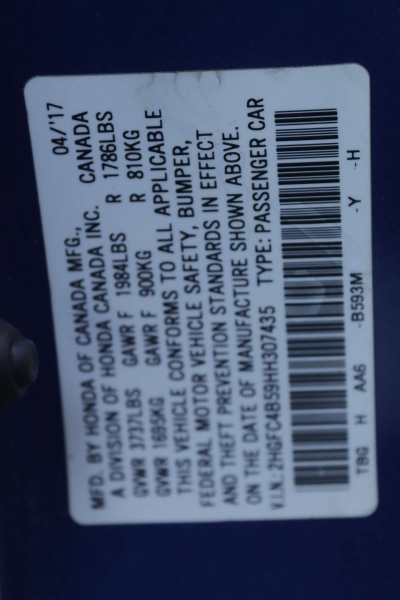 MFD. BY HONDA OF CANADA MFG., 04/'17
A DIVISION OF HONDA CANADA INC. CANADA
GVWR 3737LBS GAWR F 1984LBS R 1786LBS
GVWR 1695KG GAWR F 900KG R 810KG
THIS VEHICLE CONFORMS TO ALL APPLICABLE
FEDERAL MOTOR VEHICLE SAFETY, BUMPER,
AND THEFT PREVENTION STANDARDS IN EFFECT
ON THE DATE OF MANUFACTURE SHOWN ABOVE.
V.I.N.: 2HGFC4B59HH307435 TYPE: PASSENGER CAR
TBG H AA6 -B593M -Y -H